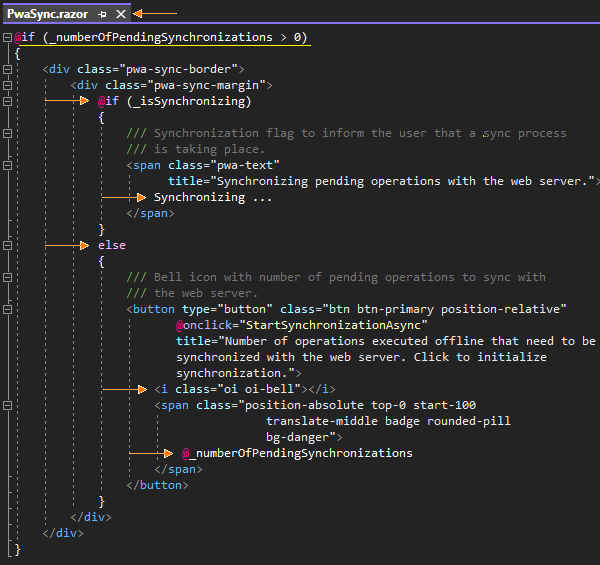 PwaSync.razor
@if (_numberOfPendingSynchronizations > 0)
{
<div class="pwa-sync-border">
<div class="pwa-sync-margin">
@if (_isSynchronizing)
{
/// Synchronization flag to inform the user that a sync process
/// is taking place.
<span class="pwa-text"
title="Synchronizing pending operations with the web server.">
Synchronizing ...
</span>
}
else
{
/// Bell icon with number of pending operations to sync with
/// the web server.
<button type="button" class="btn btn-primary position-relative"
@onclick="StartSynchronizationAsync"
title="Number of operations executed offline that need to be
synchronized with the web server. Click to initialize
synchronization.">
<i class="oi oi-bell"></i>
<span class="position-absolute top-0 start-100
translate-middle badge rounded-pill
bg-danger">
@_numberOfPendingSynchronizations
</span>
</button>
}
</div>
</div>
}